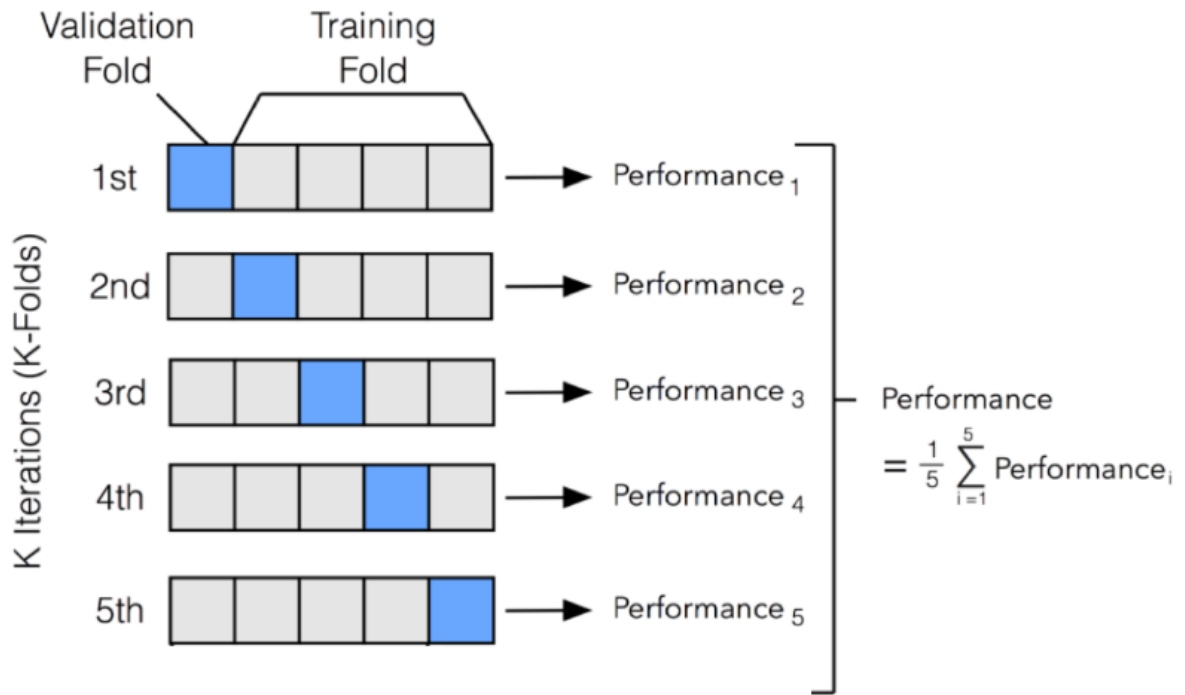 Validation
Fold
Training
Fold
K Iterations (K-Folds)
1st
Performance 1
2nd
Performance 2
3rd
Performance 3
4th
Performance 4
5th
Performance 5
Performance
= 1/5 5∑i=1 Performancei